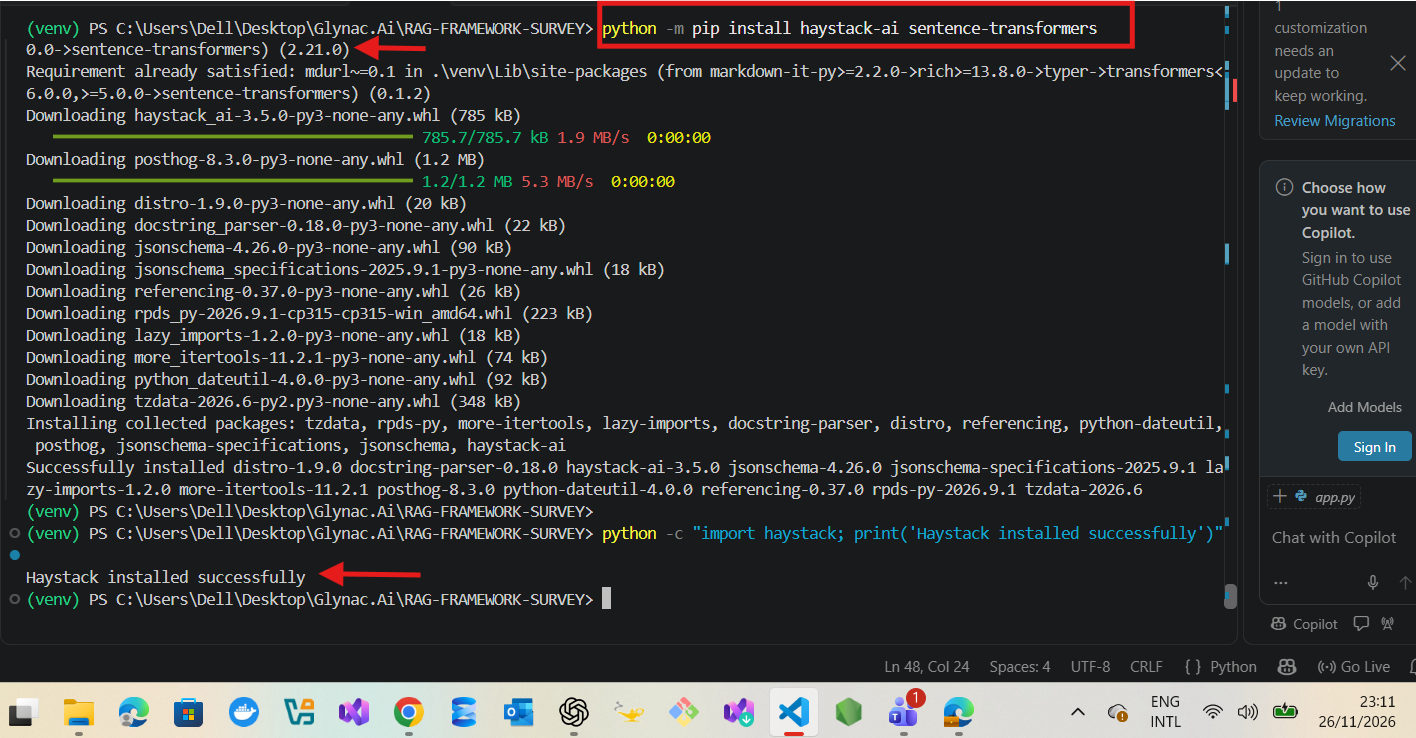 (venv) PS C:\Users\Dell\Desktop\Glynac.Ai\RAG-FRAMEWORK-SURVEY> python -m pip install haystack-ai sentence-transformers
0.0->sentence-transformers) (2.21.0)
Requirement already satisfied: mdurl~=0.1 in .\venv\Lib\site-packages (from markdown-it-py>=2.2.0->rich>=13.8.0->typer->transformers<
6.0.0,>=5.0.0->sentence-transformers) (0.1.2)
Downloading haystack_ai-3.5.0-py3-none-any.whl (785 kB)
785.7/785.7 kB 1.9 MB/s 0:00:00
Downloading posthog-8.3.0-py3-none-any.whl (1.2 MB)
1.2/1.2 MB 5.3 MB/s 0:00:00
Downloading distro-1.9.0-py3-none-any.whl (20 kB)
Downloading docstring_parser-0.18.0-py3-none-any.whl (22 kB)
Downloading jsonschema-4.26.0-py3-none-any.whl (90 kB)
Downloading jsonschema_specifications-2025.9.1-py3-none-any.whl (18 kB)
Downloading referencing-0.37.0-py3-none-any.whl (26 kB)
Downloading rpds_py-2026.9.1-cp315-cp315-win_amd64.whl (223 kB)
Downloading lazy_imports-1.2.0-py3-none-any.whl (18 kB)
Downloading more_itertools-11.2.1-py3-none-any.whl (74 kB)
Downloading python_dateutil-4.0.0-py3-none-any.whl (92 kB)
Downloading tzdata-2026.6-py2.py3-none-any.whl (348 kB)
Installing collected packages: tzdata, rpds-py, more-itertools, lazy-imports, docstring-parser, distro, referencing, python-dateutil,
posthog, jsonschema-specifications, jsonschema, haystack-ai
Successfully installed distro-1.9.0 docstring-parser-0.18.0 haystack-ai-3.5.0 jsonschema-4.26.0 jsonschema-specifications-2025.9.1 la
zy-imports-1.2.0 more-itertools-11.2.1 posthog-8.3.0 python-dateutil-4.0.0 referencing-0.37.0 rpds-py-2026.9.1 tzdata-2026.6
(venv) PS C:\Users\Dell\Desktop\Glynac.Ai\RAG-FRAMEWORK-SURVEY>
(venv) PS C:\Users\Dell\Desktop\Glynac.Ai\RAG-FRAMEWORK-SURVEY> python -c "import haystack; print('Haystack installed successfully')"
Haystack installed successfully
(venv) PS C:\Users\Dell\Desktop\Glynac.Ai\RAG-FRAMEWORK-SURVEY>
1
customization
needs an
update to
keep working.
Review Migrations
Choose how
you want to use
Copilot.
Sign in to use
GitHub Copilot
models, or add
a model with
your own API
key.
Add Models
Sign In
app.py
Chat with Copilot
Copilot
Ln 48, Col 24 Spaces: 4 UTF-8 CRLF { } Python Go Live
1
ENG
INTL
23:11
26/11/2026